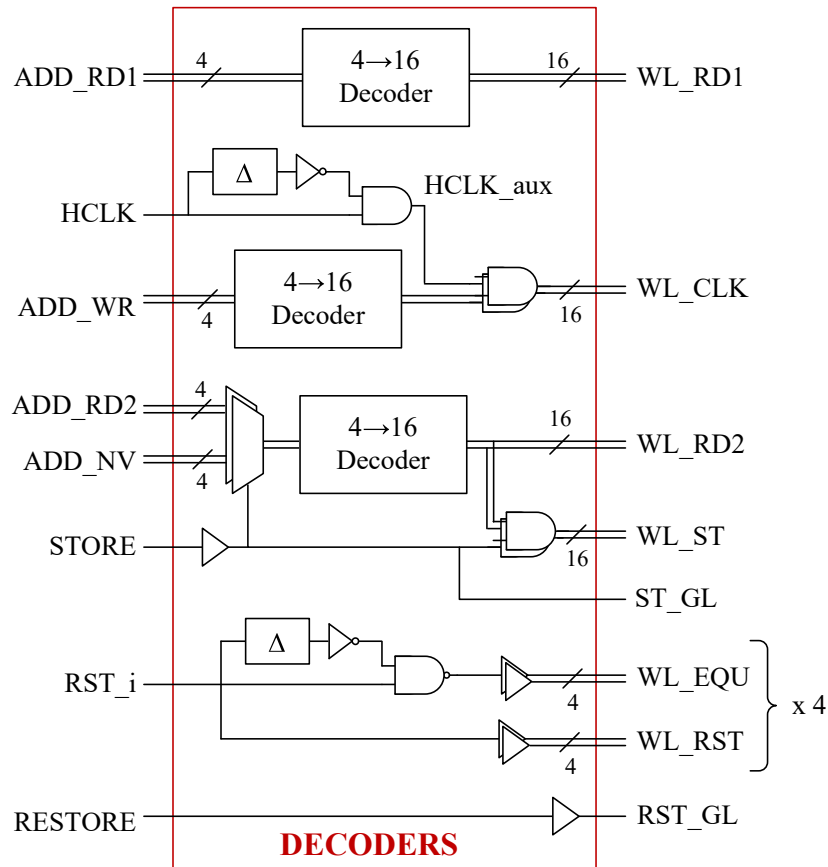 ADD_RD1
4
4→16
Decoder
16
WL_RD1
Δ
HCLK_aux
HCLK
ADD_WR
4
4→16
Decoder
16
WL_CLK
ADD_RD2
4
ADD_NV
4
4→16
Decoder
16
WL_RD2
STORE
16
WL_ST
ST_GL
Δ
RST_i
4
WL_EQU
x 4
4
WL_RST
RESTORE
RST_GL
DECODERS